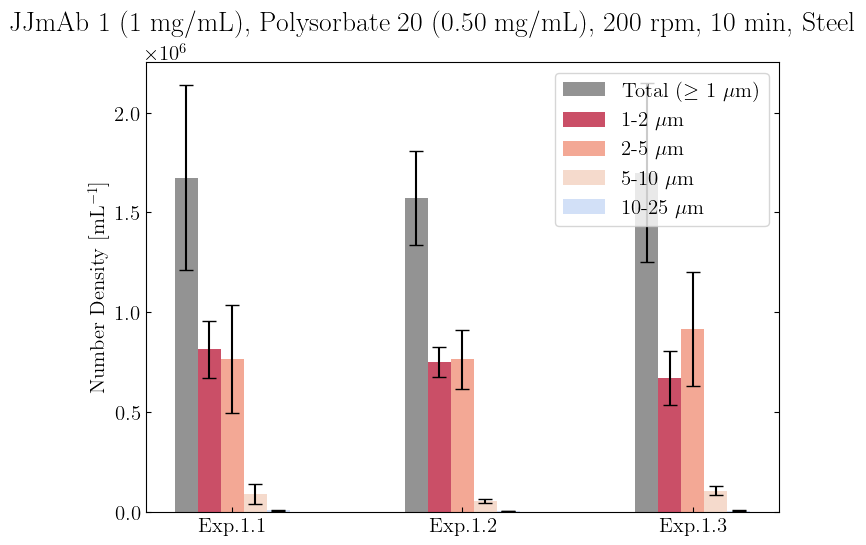 JJmAb 1 (1 mg/mL), Polysorbate 20 (0.50 mg/mL), 200 rpm, 10 min, Steel
×10⁶
Total (≥ 1 μm)
1-2 μm
2-5 μm
5-10 μm
10-25 μm
2.0
1.5
1.0
0.5
0.0
Number Density [mL⁻¹]
Exp.1.1
Exp.1.2
Exp.1.3